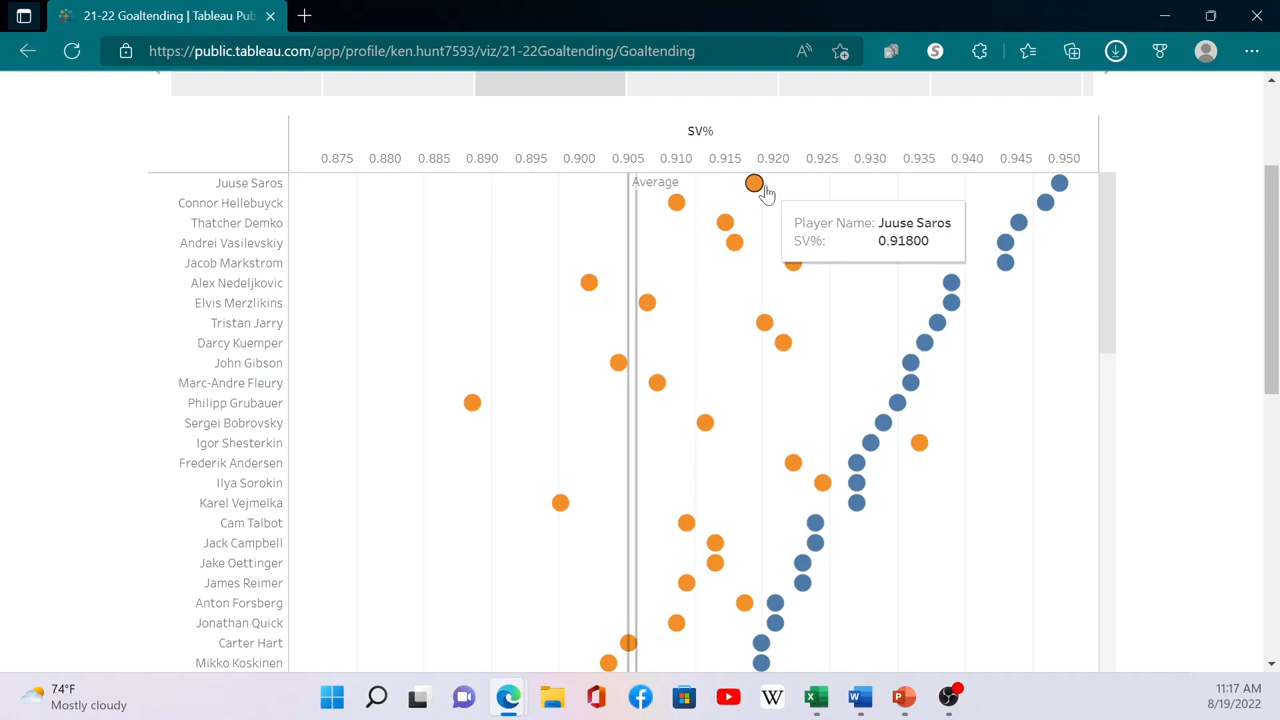 21-22 Goaltending | Tableau Pub
https://public.tableau.com/app/profile/ken.hunt7593/viz/21-22Goaltending/Goaltending
SV%
0.875 0.880 0.885 0.890 0.895 0.900 0.905 0.910 0.915 0.920 0.925 0.930 0.935 0.940 0.945 0.950
Juuse Saros
Average
Connor Hellebuyck
Thatcher Demko
Player Name: Juuse Saros
Andrei Vasilevskiy
SV%: 0.91800
Jacob Markstrom
Alex Nedeljkovic
Elvis Merzlikins
Tristan Jarry
Darcy Kuemper
John Gibson
Marc-Andre Fleury
Philipp Grubauer
Sergei Bobrovsky
Igor Shesterkin
Frederik Andersen
Ilya Sorokin
Karel Vejmelka
Cam Talbot
Jack Campbell
Jake Oettinger
James Reimer
Anton Forsberg
Jonathan Quick
Carter Hart
Mikko Koskinen
74°F
Mostly cloudy
11:17 AM
8/19/2022